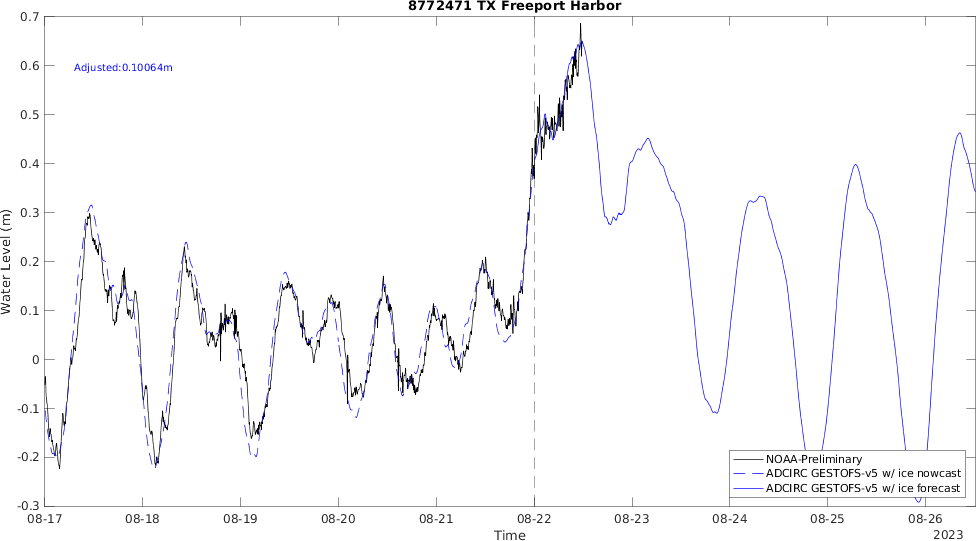 8772471 TX Freeport Harbor
Adjusted:0.10064m
Water Level (m)
0.7
0.6
0.5
0.4
0.3
0.2
0.1
0
-0.1
-0.2
-0.3
NOAA-Preliminary
ADCIRC GESTOFS-v5 w/ ice nowcast
ADCIRC GESTOFS-v5 w/ ice forecast
08-17 08-18 08-19 08-20 08-21 08-22 08-23 08-24 08-25 08-26
Time
2023